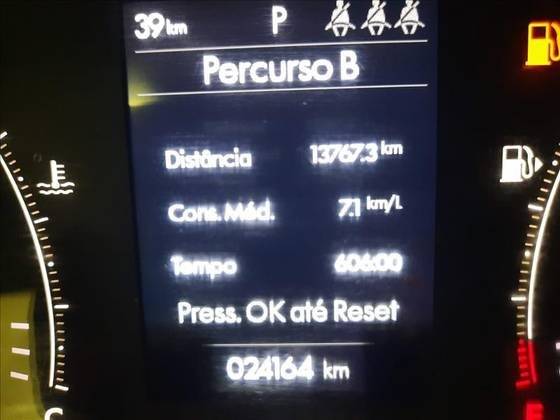 39 km P
Percurso B
Distância 13767.3 km
Cons. Méd. 7.1 km/L
Tempo 606:00
Press. OK até Reset
024164 km
C